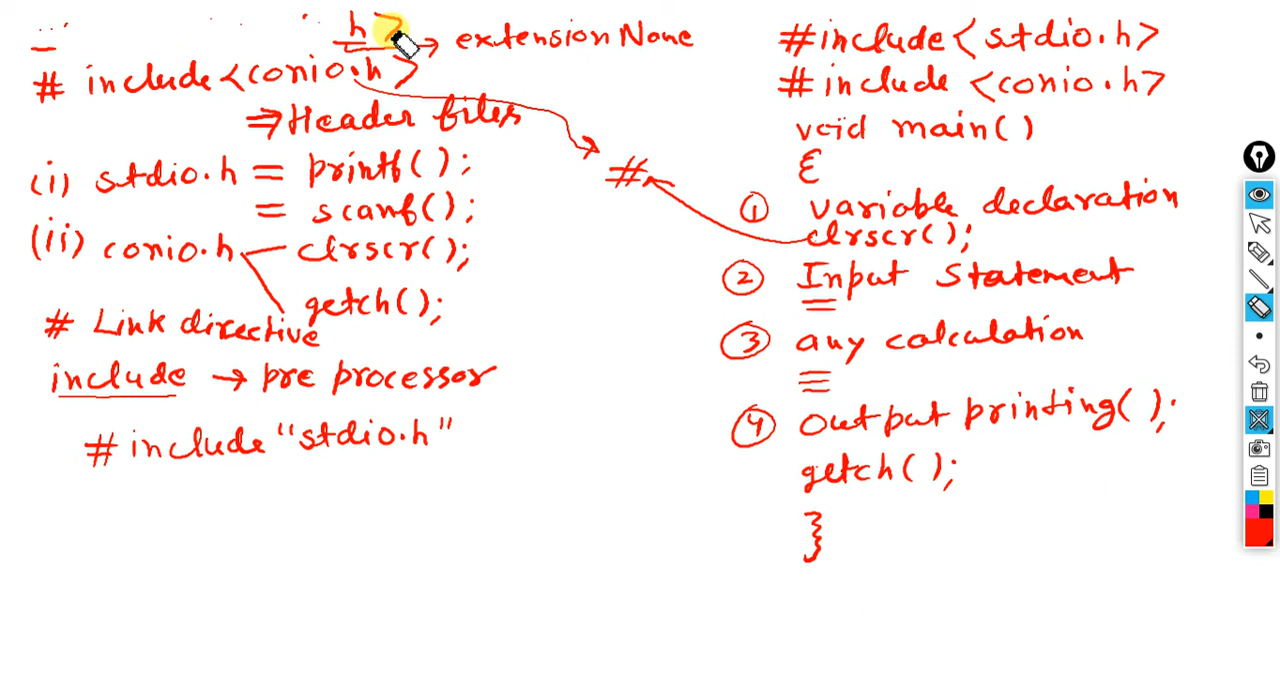 h> → extension None
# include <conio.h>
⇒ Header files
(i) stdio.h = printf();
= scanf();
(ii) conio.h clrscr();
getch();
# Link directive
include → pre processor
# include "stdio.h"
#
#include <stdio.h>
#include <conio.h>
void main()
{
① variable declaration
clrscr();
② Input Statement
③ any calculation
④ Output printing();
getch();
}